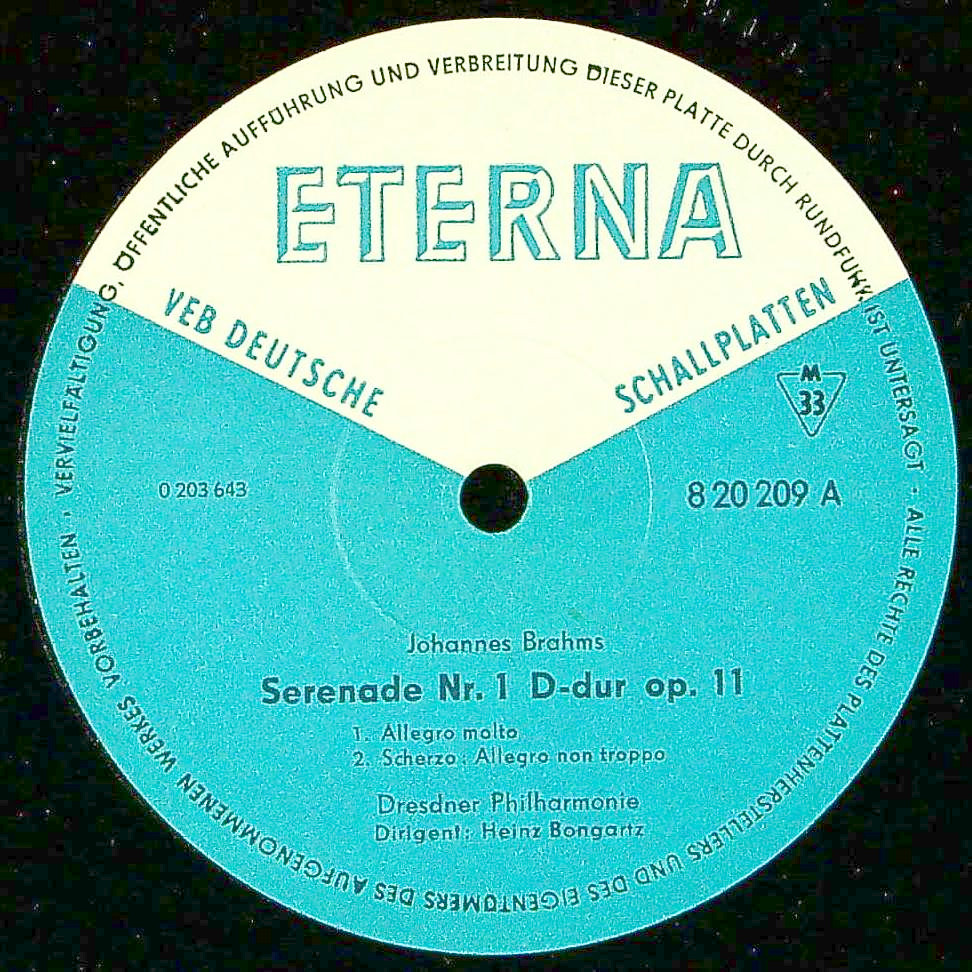 ETERNA
VEB DEUTSCHE SCHALLPLATTEN
M
33
0 203 643
8 20 209 A
Johannes Brahms
Serenade Nr. 1 D-dur op. 11
1. Allegro molto
2. Scherzo: Allegro non troppo
Dresdner Philharmonie
Dirigent: Heinz Bongartz
ALLE RECHTE DES PLATTENHERSTELLERS UND DES EIGENTÜMERS DES AUFGENOMMENEN WERKES VORBEHALTEN · VERVIELFÄLTIGUNG, ÖFFENTLICHE AUFFÜHRUNG UND VERBREITUNG DIESER PLATTE DURCH RUNDFUNK IST UNTERSAGT ·